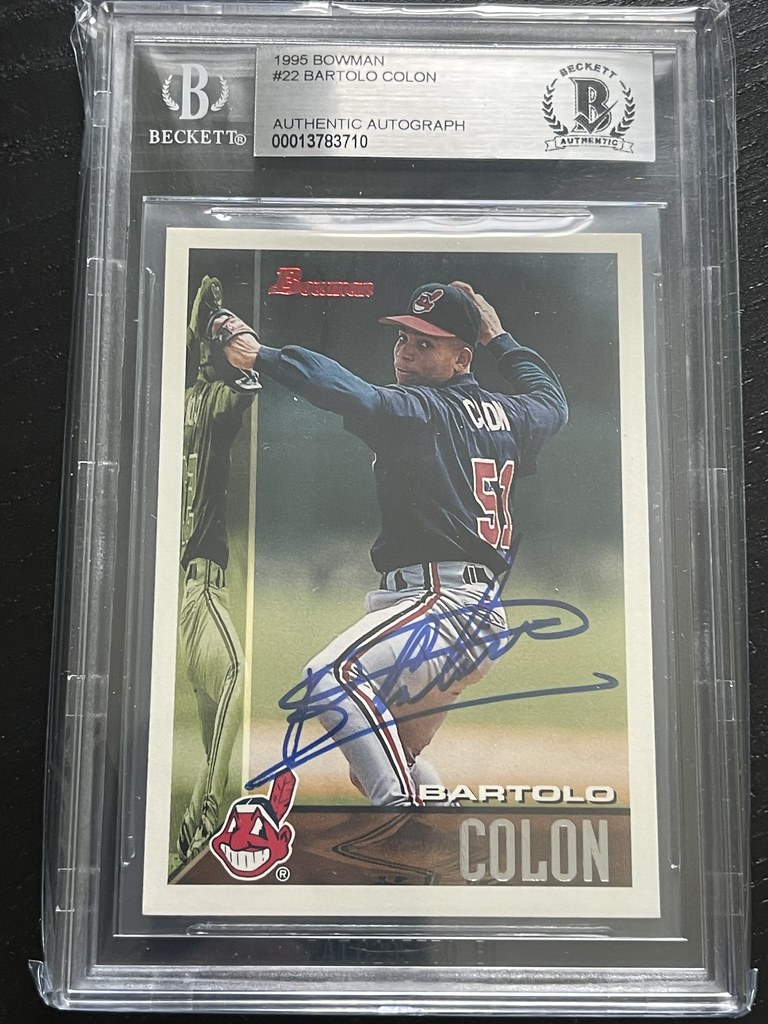 1995 BOWMAN
#22 BARTOLO COLON
AUTHENTIC AUTOGRAPH
00013783710
B
BECKETT®
BECKETT
B
AUTHENTIC
Bowman
COLON
51
BARTOLO
COLON
®